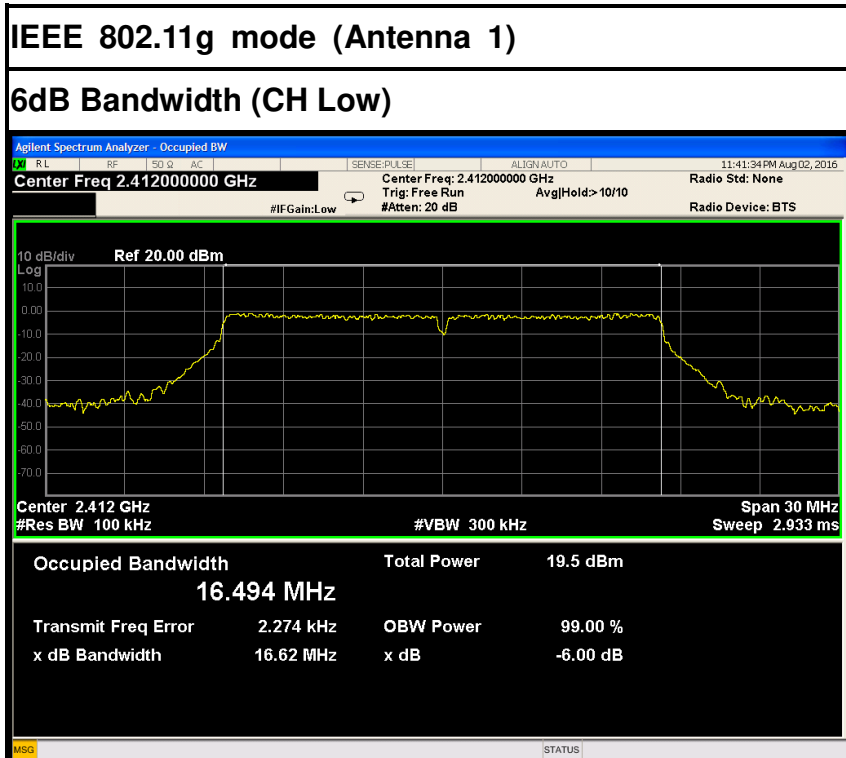 IEEE 802.11g mode (Antenna 1)
6dB Bandwidth (CH Low)
Agilent Spectrum Analyzer - Occupied BW
LXI RL RF 50 Ω AC SENSE:PULSE ALIGN AUTO 11:41:34 PM Aug 02, 2016
Center Freq 2.412000000 GHz Center Freq: 2.412000000 GHz Radio Std: None
Trig: Free Run Avg|Hold:>10/10
#IFGain:Low #Atten: 20 dB Radio Device: BTS
10 dB/div Ref 20.00 dBm
Log
10.0
0.00
-10.0
-20.0
-30.0
-40.0
-50.0
-60.0
-70.0
Center 2.412 GHz Span 30 MHz
#Res BW 100 kHz #VBW 300 kHz Sweep 2.933 ms
Occupied Bandwidth Total Power 19.5 dBm
16.494 MHz
Transmit Freq Error 2.274 kHz OBW Power 99.00 %
x dB Bandwidth 16.62 MHz x dB -6.00 dB
MSG STATUS